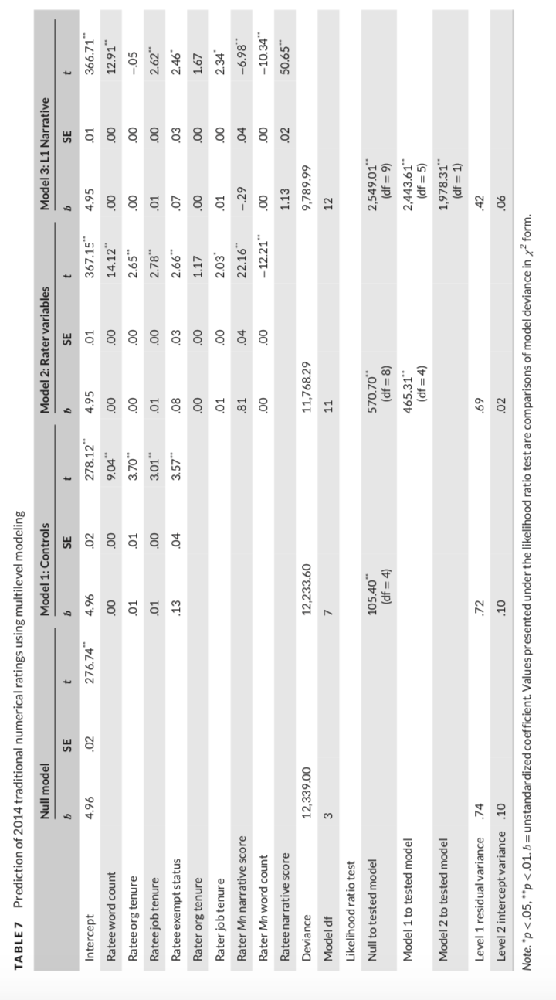 TABLE 7 Prediction of 2014 traditional numerical ratings using multilevel modeling
Null model Model 1: Controls Model 2: Rater variables Model 3: L1 Narrative
b SE t b SE t b SE t b SE t
Intercept 4.96 .02 276.74** 4.96 .02 278.12** 4.95 .01 367.15** 4.95 .01 366.71**
Ratee word count .00 .00 9.04** .00 .00 14.12** .00 .00 12.91**
Ratee org tenure .01 .01 3.70** .00 .00 2.65** .00 .00 −.05
Ratee job tenure .01 .00 3.01** .01 .00 2.78** .01 .00 2.62**
Ratee exempt status .13 .04 3.57** .08 .03 2.66** .07 .03 2.46*
Rater org tenure .00 .00 1.17 .00 .00 1.67
Rater job tenure .01 .00 2.03* .01 .00 2.34*
Rater Mn narrative score .81 .04 22.16** −.29 .04 −6.98**
Rater Mn word count .00 .00 −12.21** .00 .00 −10.34**
Ratee narrative score 1.13 .02 50.65**
Deviance 12,339.00 12,233.60 11,768.29 9,789.99
Model df 3 7 11 12
Likelihood ratio test
Null to tested model 105.40** 570.70** 2,549.01**
(df = 4) (df = 8) (df = 9)
Model 1 to tested model 465.31** 2,443.61**
(df = 4) (df = 5)
Model 2 to tested model 1,978.31**
(df = 1)
Level 1 residual variance .74 .72 .69 .42
Level 2 intercept variance .10 .10 .02 .06
Note. *p < .05, **p < .01. b = unstandardized coefficient. Values presented under the likelihood ratio test are comparisons of model deviance in χ² form.